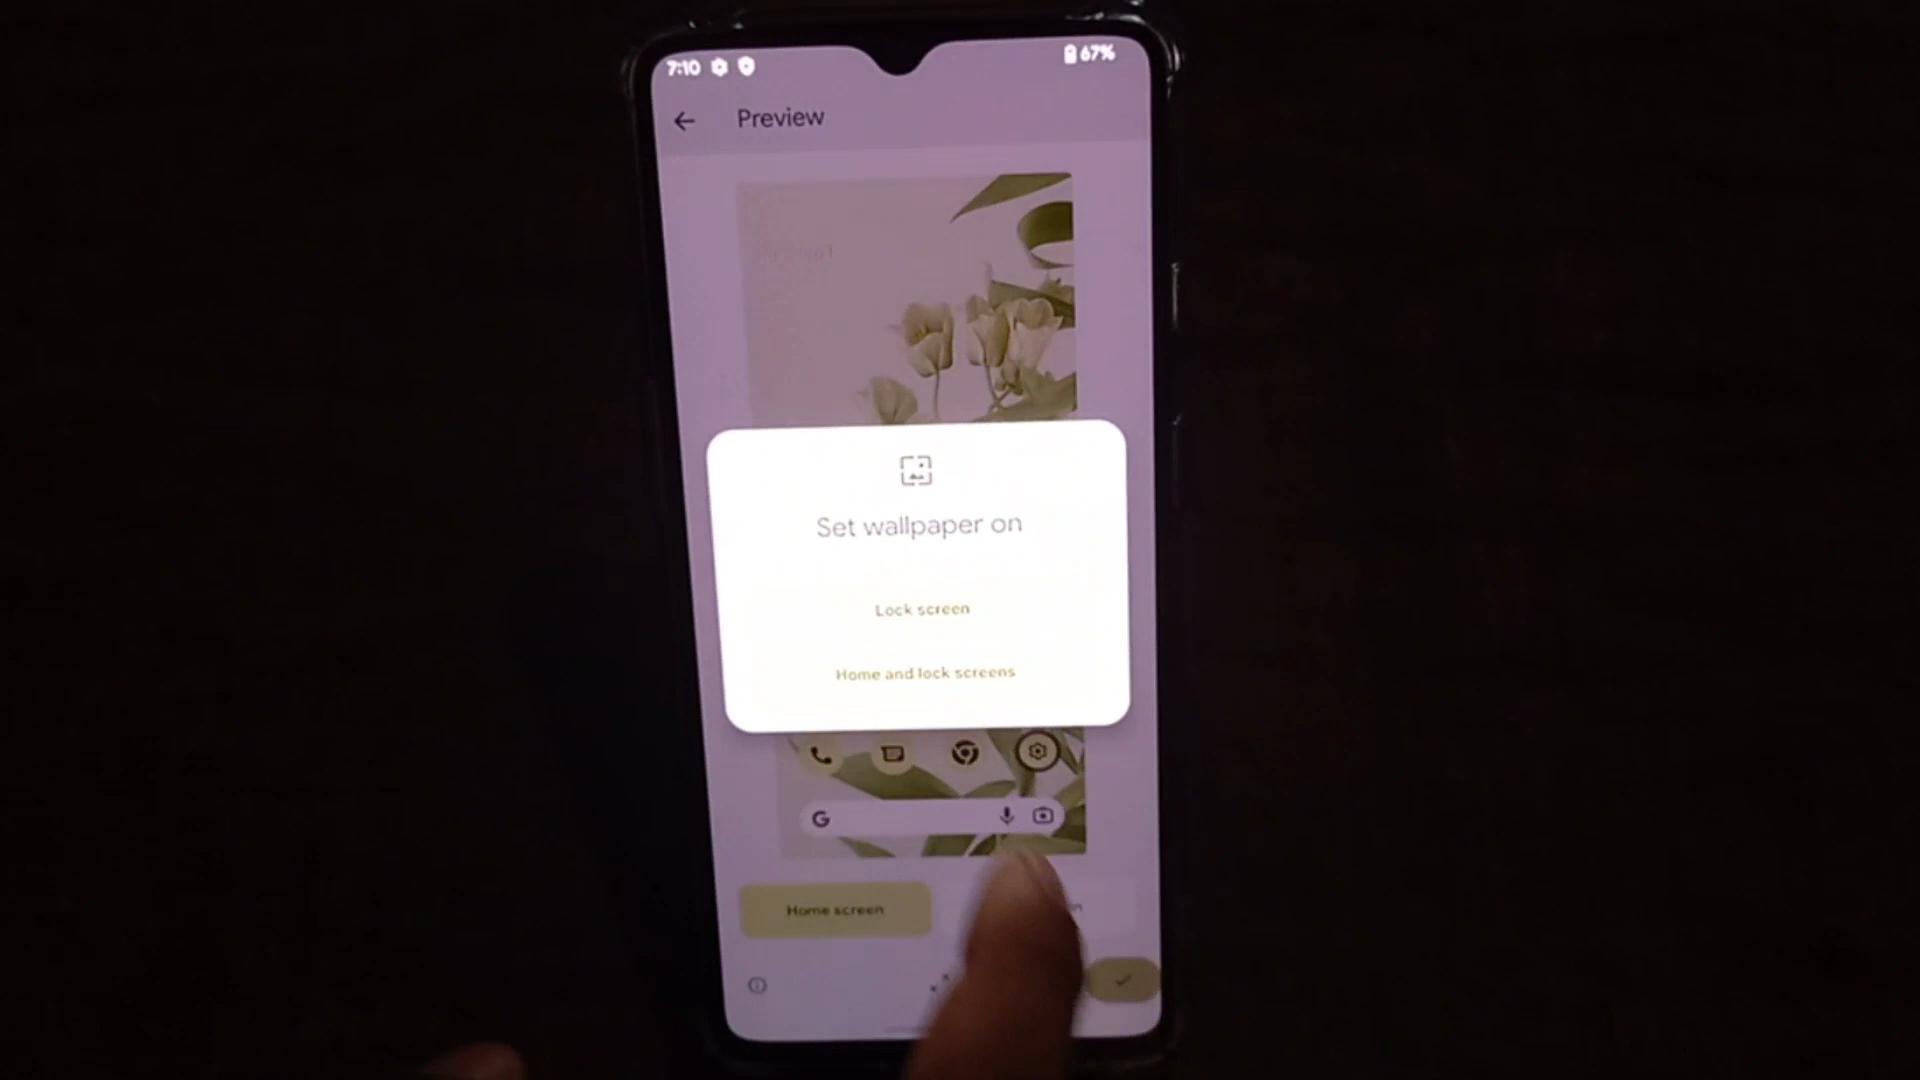 7:10
67%
Preview
Set wallpaper on
Lock screen
Home and lock screens
G
Home screen